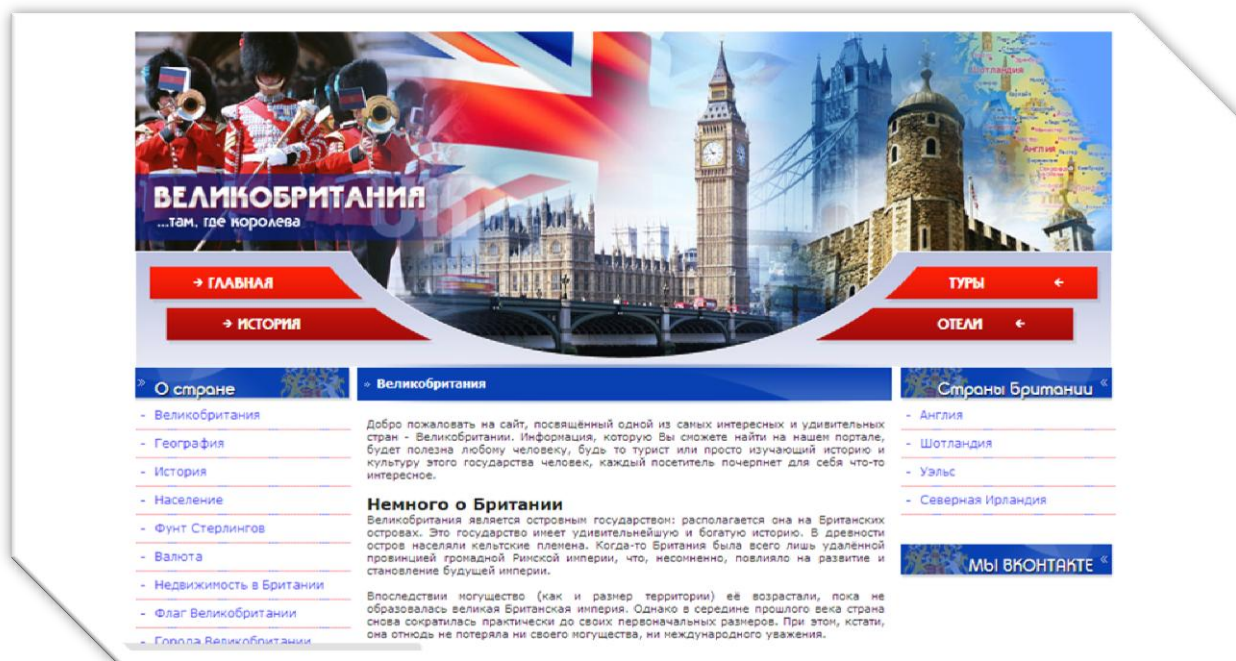 ВЕЛИКОБРИТАНИЯ
...там, где королева
Шотландия
Англия
→ ГЛАВНАЯ
→ ИСТОРИЯ
ТУРЫ ←
ОТЕЛИ ←
» О стране
- Великобритания
- География
- История
- Население
- Фунт Стерлингов
- Валюта
- Недвижимость в Британии
- Флаг Великобритании
- Города Великобритании
» Великобритания
Добро пожаловать на сайт, посвящённый одной из самых интересных и удивительных
стран - Великобритании. Информация, которую Вы сможете найти на нашем портале,
будет полезна любому человеку, будь то турист или просто изучающий историю и
культуру этого государства человек, каждый посетитель почерпнет для себя что-то
интересное.
Немного о Британии
Великобритания является островным государством: располагается она на Британских
островах. Это государство имеет удивительнейшую и богатую историю. В древности
остров населяли кельтские племена. Когда-то Британия была всего лишь удалённой
провинцией громадной Римской империи, что, несомненно, повлияло на развитие и
становление будущей империи.
Впоследствии могущество (как и размер территории) её возрастали, пока не
образовалась великая Британская империя. Однако в середине прошлого века страна
снова сократилась практически до своих первоначальных размеров. При этом, кстати,
она отнюдь не потеряла ни своего могущества, ни международного уважения.
Страны Британии «
- Англия
- Шотландия
- Уэльс
- Северная Ирландия
МЫ ВКОНТАКТЕ «